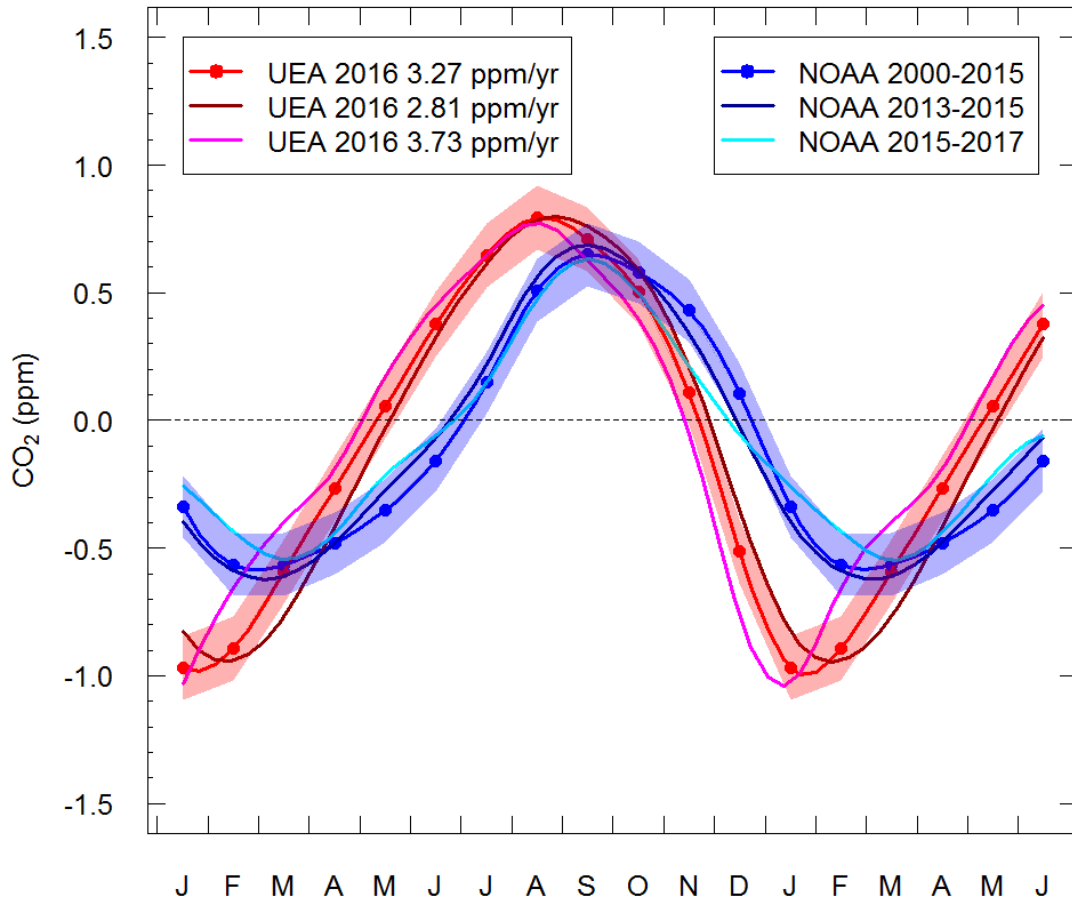 UEA 2016 3.27 ppm/yr
UEA 2016 2.81 ppm/yr
UEA 2016 3.73 ppm/yr
NOAA 2000-2015
NOAA 2013-2015
NOAA 2015-2017
CO₂ (ppm)
1.5
1.0
0.5
0.0
-0.5
-1.0
-1.5
J F M A M J J A S O N D J F M A M J